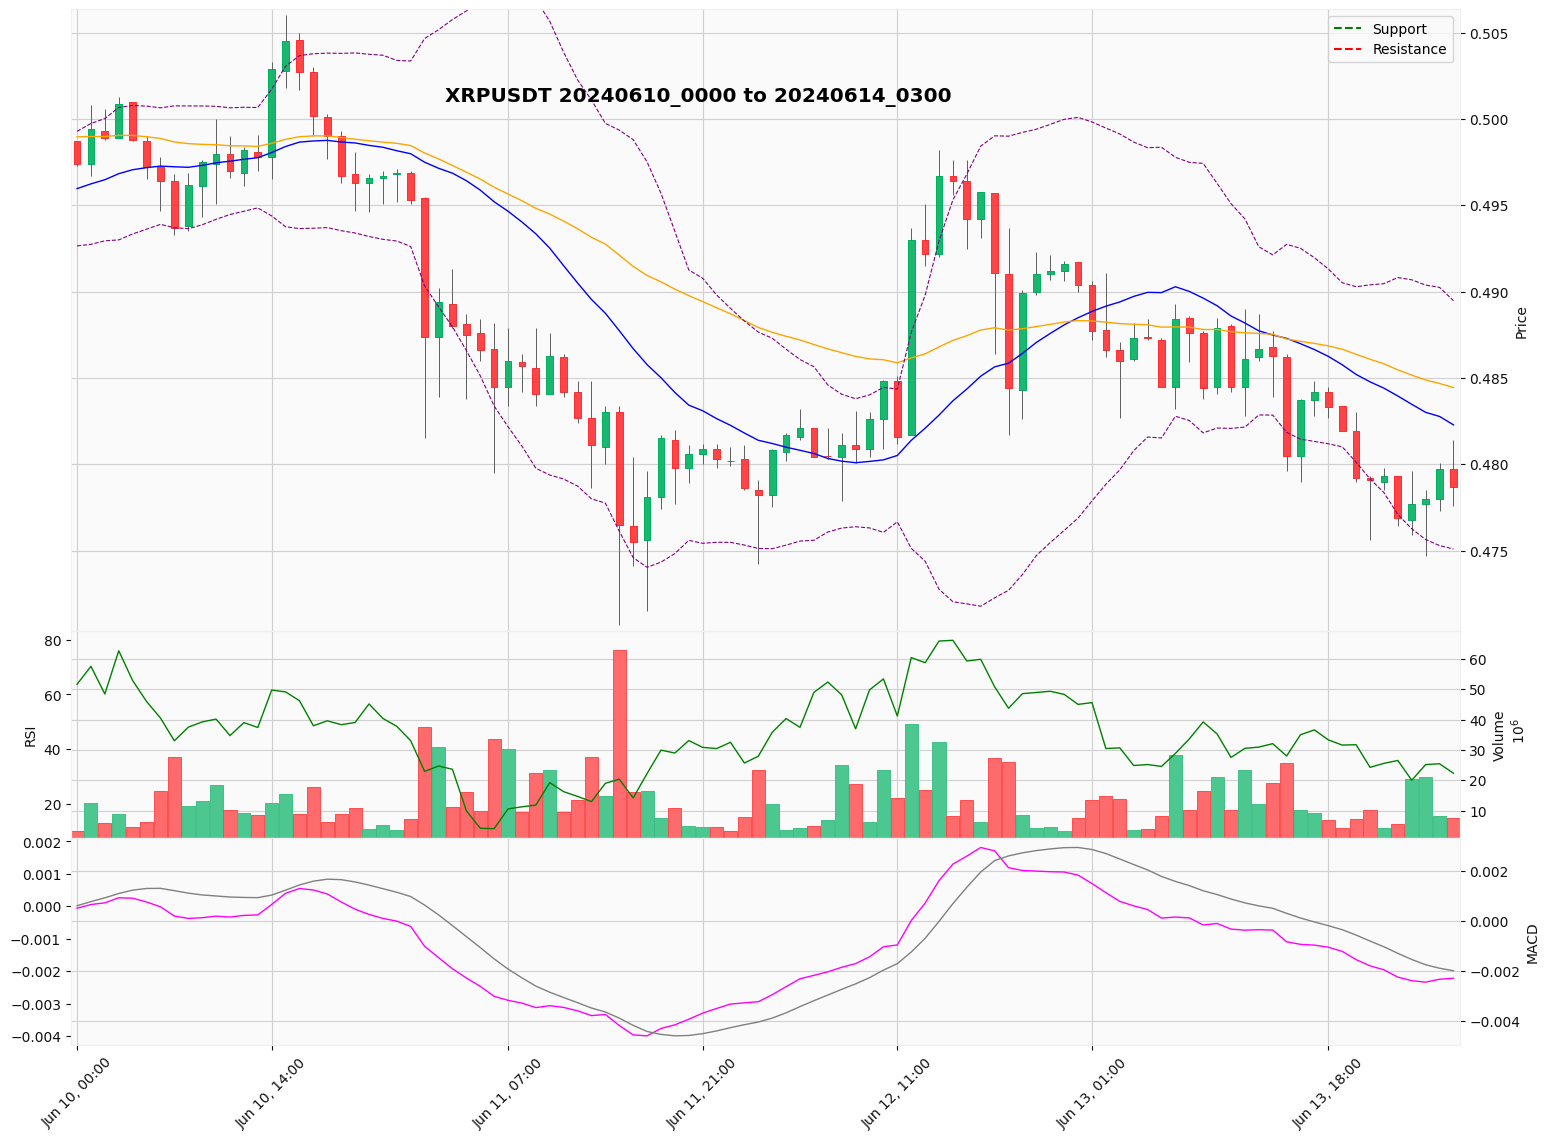 XRPUSDT 20240610_0000 to 20240614_0300
Support
Resistance
0.505
0.500
0.495
0.490
0.485
0.480
0.475
Price
80
60
40
20
RSI
60
50
40
30
20
10
Volume
10^6
0.002
0.001
0.000
−0.001
−0.002
−0.003
−0.004
0.002
0.000
−0.002
−0.004
MACD
Jun 10, 00:00
Jun 10, 14:00
Jun 11, 07:00
Jun 11, 21:00
Jun 12, 11:00
Jun 13, 01:00
Jun 13, 18:00